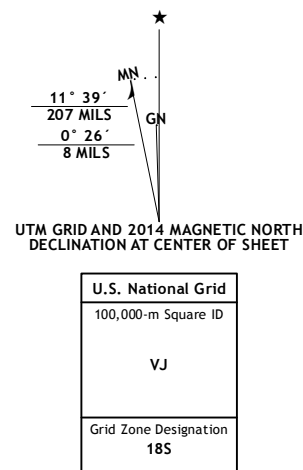 ★
MN
GN
11° 39´
207 MILS
0° 26´
8 MILS
UTM GRID AND 2014 MAGNETIC NORTH
DECLINATION AT CENTER OF SHEET
U.S. National Grid
100,000-m Square ID
VJ
Grid Zone Designation
18S